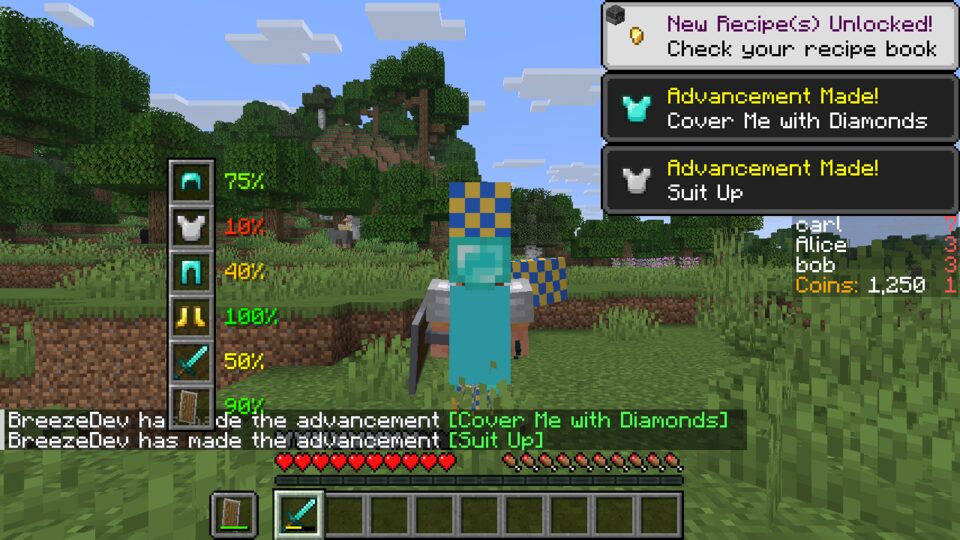 New Recipe(s) Unlocked!
Check your recipe book
Advancement Made!
Cover Me with Diamonds
Advancement Made!
Suit Up
75%
10%
40%
100%
50%
90%
carl 7
Alice 3
bob 3
Coins: 1,250 1
BreezeDev ha de the advancement [Cover Me with Diamonds]
BreezeDev has made the advancement [Suit Up]